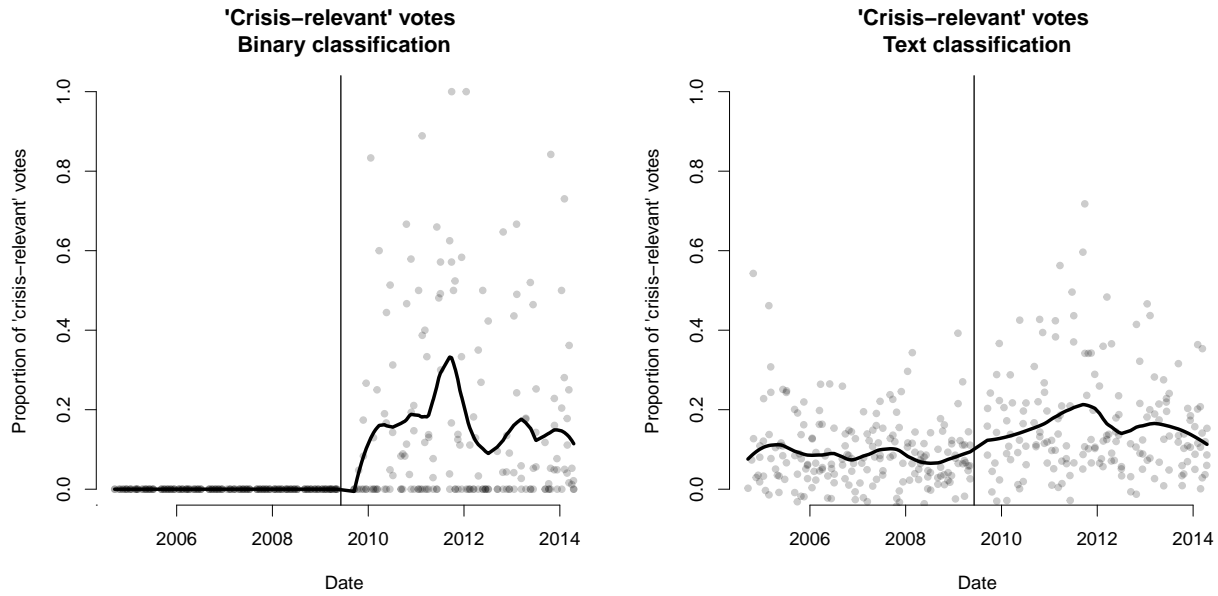 'Crisis−relevant' votes
Binary classification
Proportion of 'crisis−relevant' votes
1.0
0.8
0.6
0.4
0.2
0.0
2006 2008 2010 2012 2014
Date
'Crisis−relevant' votes
Text classification
Proportion of 'crisis−relevant' votes
1.0
0.8
0.6
0.4
0.2
0.0
2006 2008 2010 2012 2014
Date